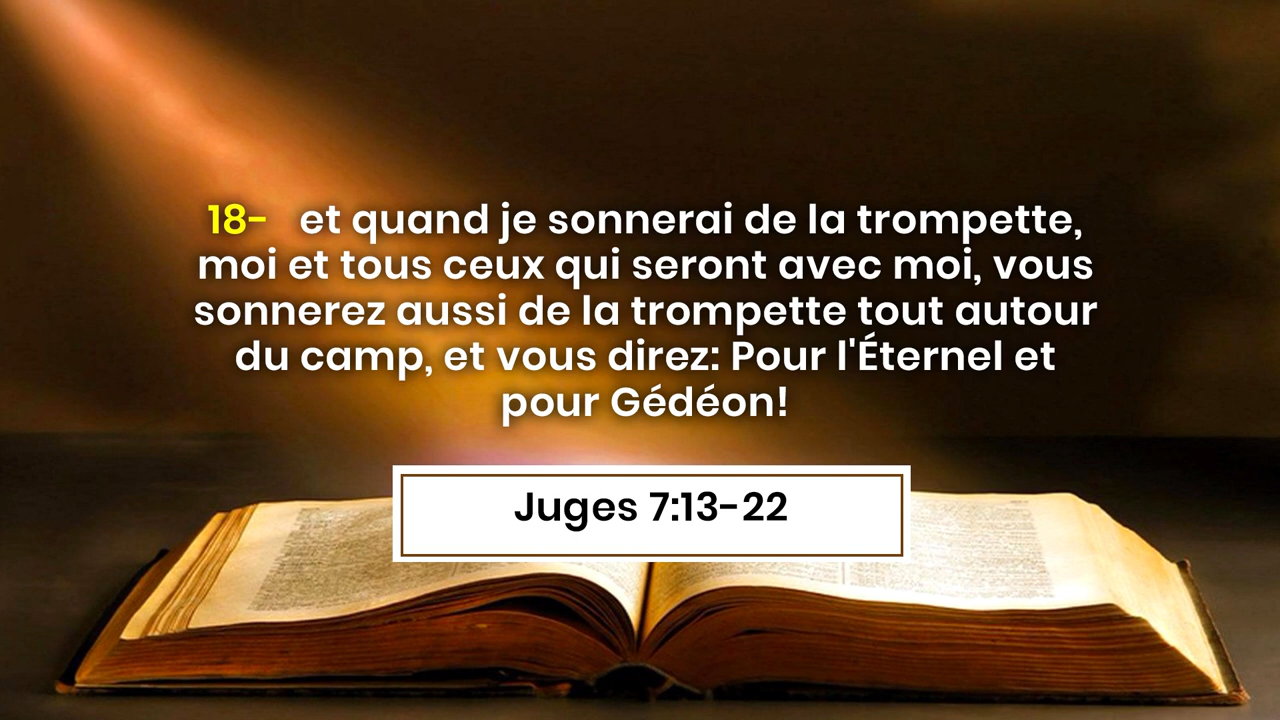 18- et quand je sonnerai de la trompette,
moi et tous ceux qui seront avec moi, vous
sonnerez aussi de la trompette tout autour
du camp, et vous direz: Pour l'Éternel et
pour Gédéon!
Juges 7:13-22